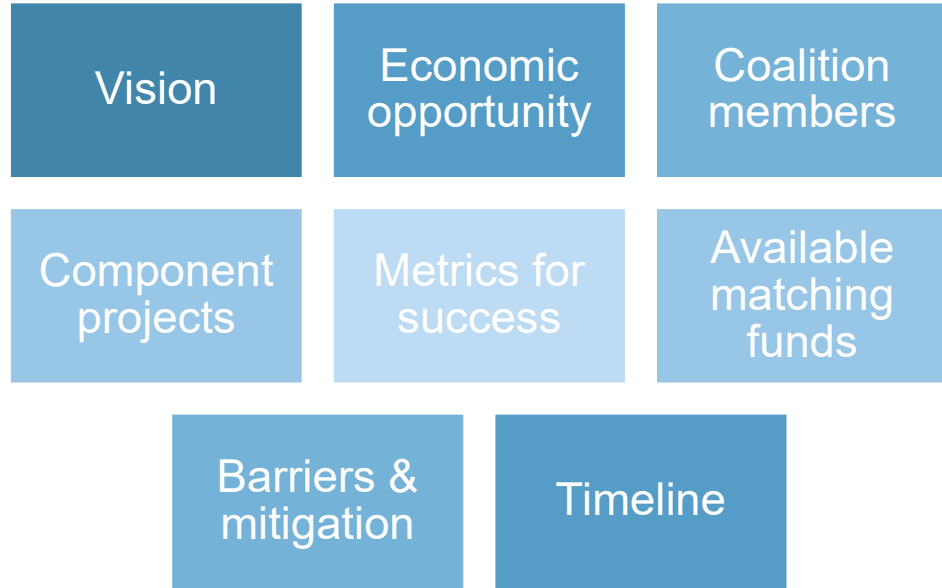 Vision
Economic
opportunity
Coalition
members
Component
projects
Metrics for
success
Available
matching
funds
Barriers &
mitigation
Timeline